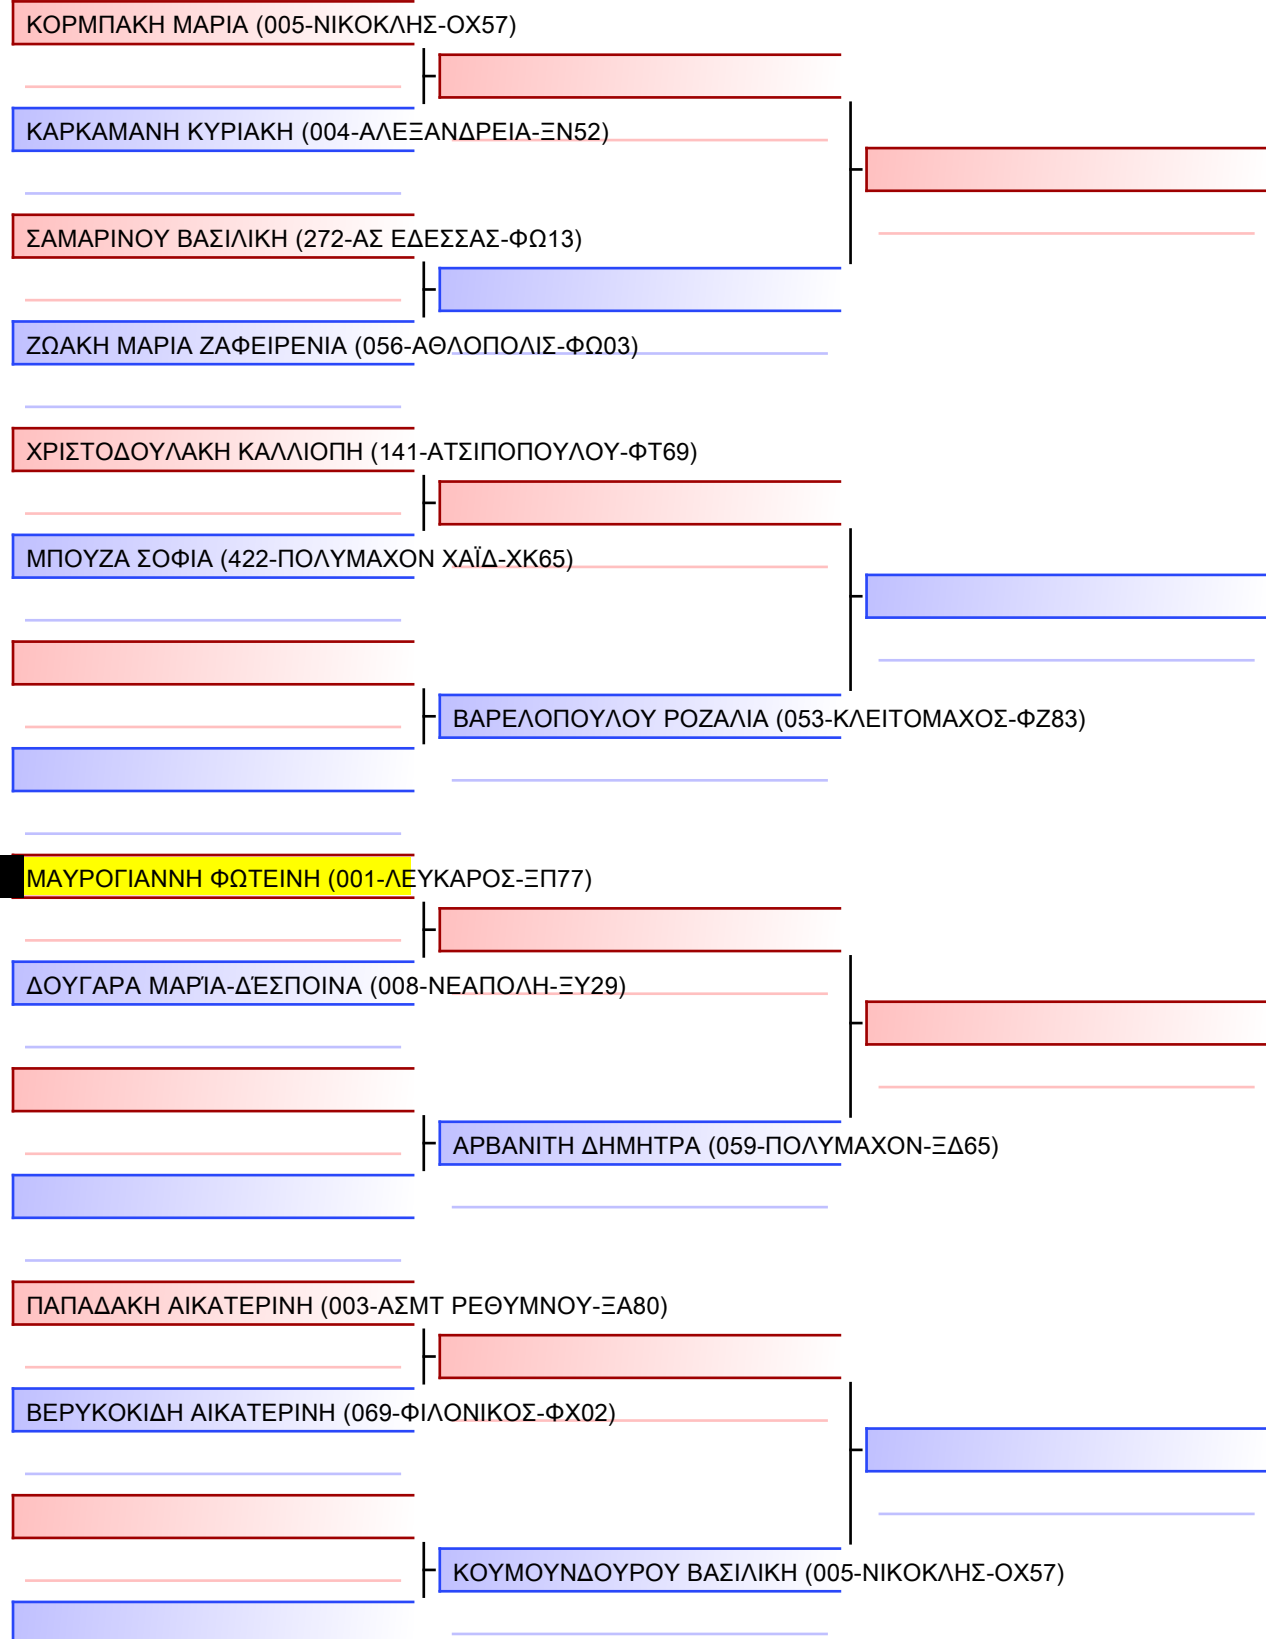 ΚΟΡΜΠΑΚΗ ΜΑΡΙΑ (005-ΝΙΚΟΚΛΗΣ-ΟΧ57)
ΚΑΡΚΑΜΑΝΗ ΚΥΡΙΑΚΗ (004-ΑΛΕΞΑΝΔΡΕΙΑ-ΞΝ52)
ΣΑΜΑΡΙΝΟΥ ΒΑΣΙΛΙΚΗ (272-ΑΣ ΕΔΕΣΣΑΣ-ΦΩ13)
ΖΩΑΚΗ ΜΑΡΙΑ ΖΑΦΕΙΡΕΝΙΑ (056-ΑΘΛΟΠΟΛΙΣ-ΦΩ03)
ΧΡΙΣΤΟΔΟΥΛΑΚΗ ΚΑΛΛΙΟΠΗ (141-ΑΤΣΙΠΟΠΟΥΛΟΥ-ΦΤ69)
ΜΠΟΥΖΑ ΣΟΦΙΑ (422-ΠΟΛΥΜΑΧΟΝ ΧΑΪΔ-ΧΚ65)
ΒΑΡΕΛΟΠΟΥΛΟΥ ΡΟΖΑΛΙΑ (053-ΚΛΕΙΤΟΜΑΧΟΣ-ΦΖ83)
ΜΑΥΡΟΓΙΑΝΝΗ ΦΩΤΕΙΝΗ (001-ΛΕΥΚΑΡΟΣ-ΞΠ77)
ΔΟΥΓΑΡΑ ΜΑΡΊΑ-ΔΈΣΠΟΙΝΑ (008-ΝΕΑΠΟΛΗ-ΞΥ29)
ΑΡΒΑΝΙΤΗ ΔΗΜΗΤΡΑ (059-ΠΟΛΥΜΑΧΟΝ-ΞΔ65)
ΠΑΠΑΔΑΚΗ ΑΙΚΑΤΕΡΙΝΗ (003-ΑΣΜΤ ΡΕΘΥΜΝΟΥ-ΞΑ80)
ΒΕΡΥΚΟΚΙΔΗ ΑΙΚΑΤΕΡΙΝΗ (069-ΦΙΛΟΝΙΚΟΣ-ΦΧ02)
ΚΟΥΜΟΥΝΔΟΥΡΟΥ ΒΑΣΙΛΙΚΗ (005-ΝΙΚΟΚΛΗΣ-ΟΧ57)